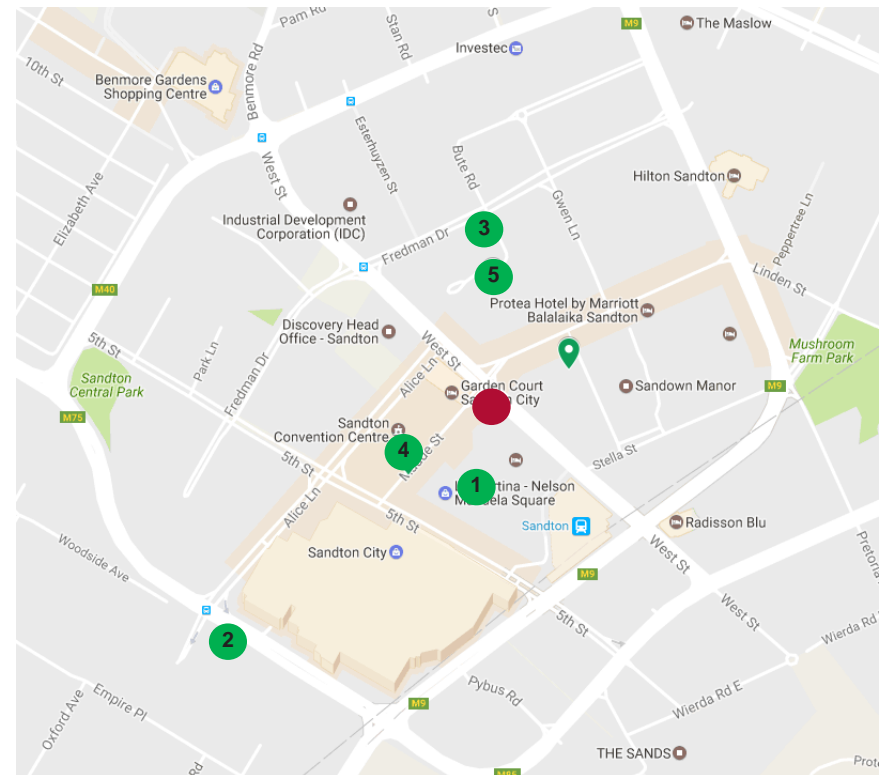 Pam Rd
Stan Rd
S
M9
The Maslow
Investec
10th St
Benmore Gardens
Shopping Centre
Benmore Rd
Esterhuyzen St
Bute Rd
West St
Hilton Sandton
Gwen Ln
Elizabeth Ave
Industrial Development
Corporation (IDC)
Peppertree Ln
3
Fredman Dr
5
Linden St
M40
Protea Hotel by Marriott
Balalaika Sandton
Discovery Head
Office - Sandton
West St
5th St
Park Ln
Mushroom
Farm Park
Alice Ln
Sandton
Central Park
Fredman Dr
Garden Court
City
Sandown Manor
M9
M75
Sandton
Convention Centre
4
St
Stella St
5th St
1
- Nelson
Square
Alice Ln
5th St
Sandton
Radisson Blu
Woodside Ave
Sandton City
West St
Pretoria
M9
West St
5th St
2
Wierda Rd
Pybus Rd
Wierda Rd E
Empire Pl
M9
Oxford Ave
Rd
THE SANDS
Prot
M85